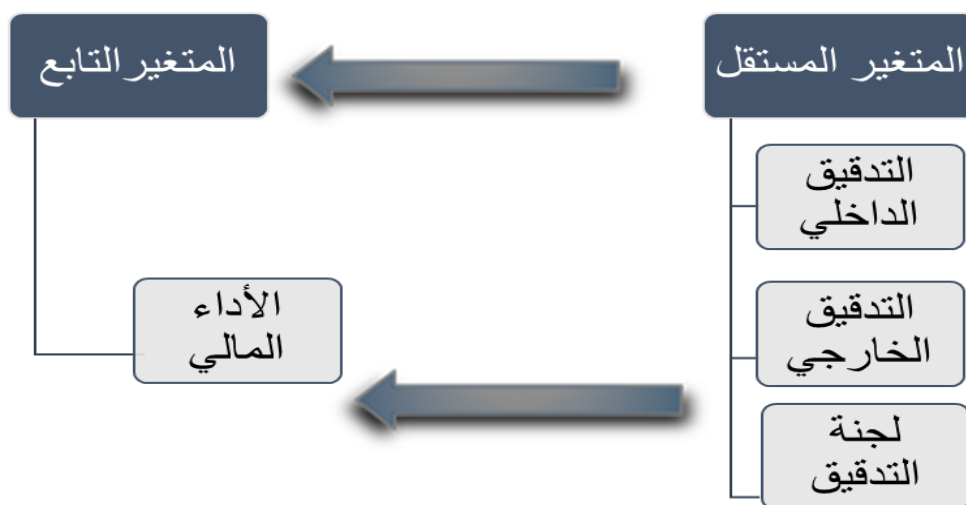 المتغير المستقل
المتغير التابع
التدقيق
الداخلي
التدقيق
الخارجي
لجنة
التدقيق
الأداء
المالي